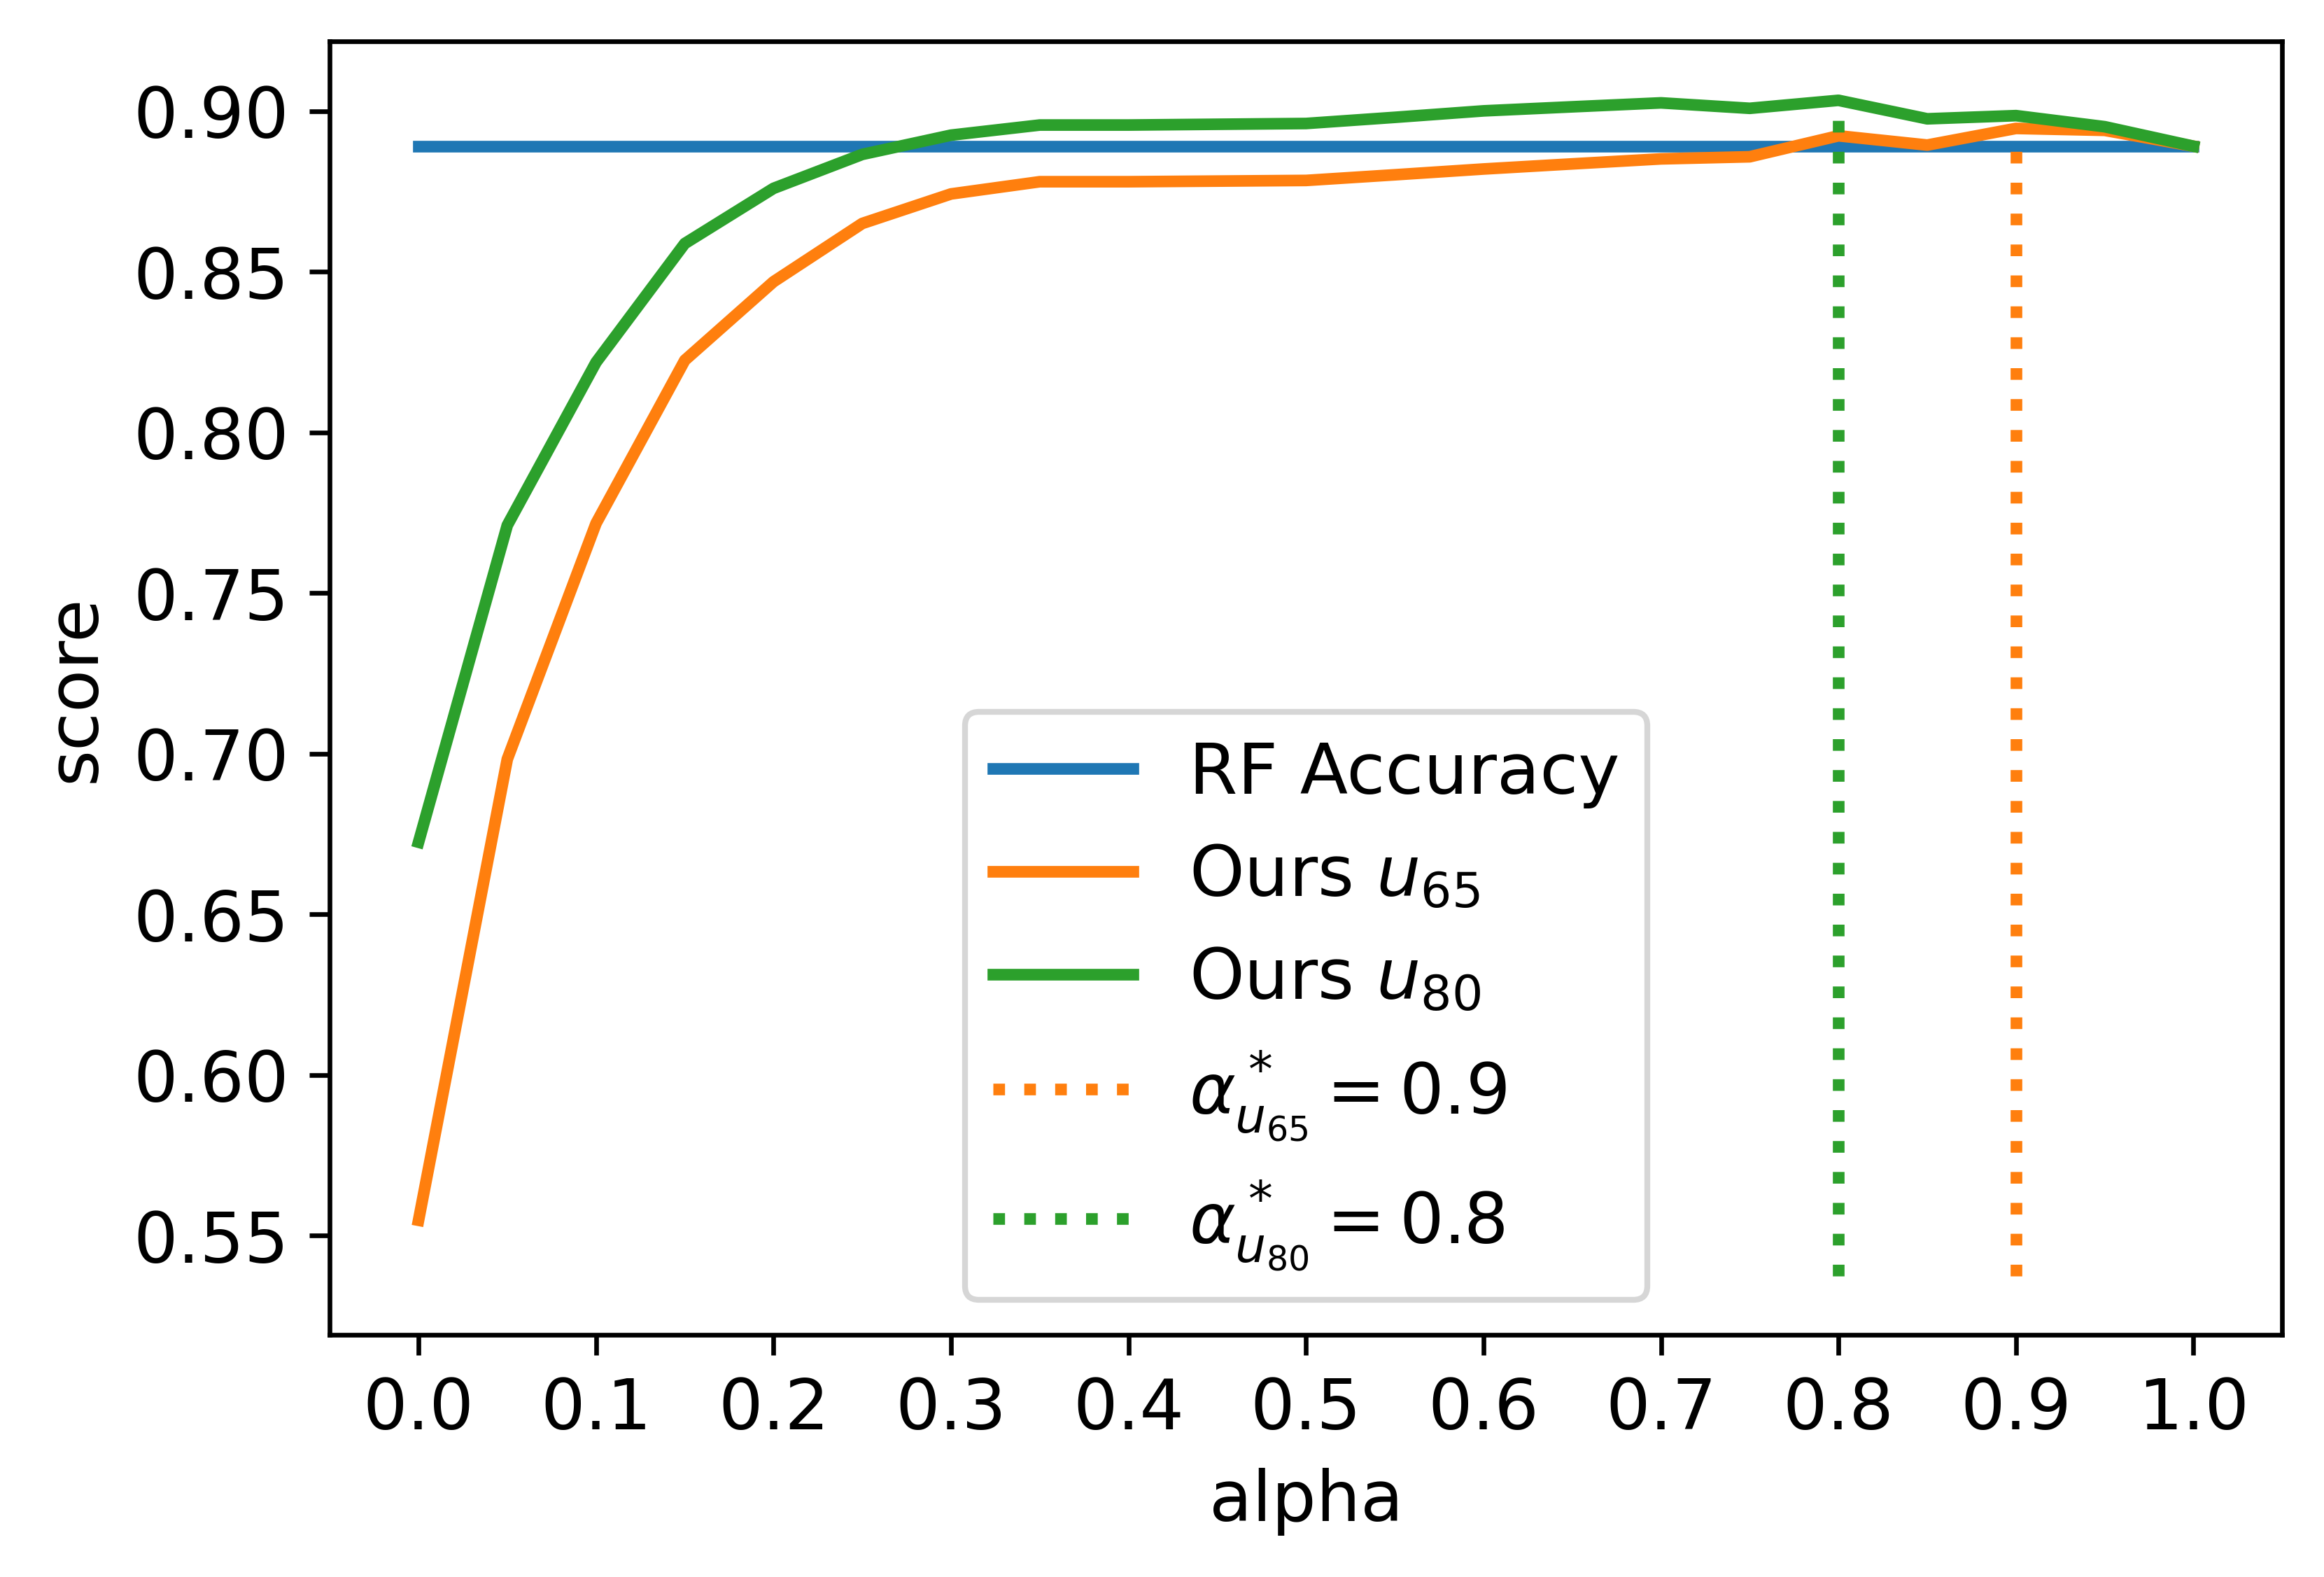 score
0.90
0.85
0.80
0.75
0.70
0.65
0.60
0.55
RF Accuracy
Ours u₆₅
Ours u₈₀
α*ᵤ₆₅ = 0.9
α*ᵤ₈₀ = 0.8
0.0 0.1 0.2 0.3 0.4 0.5 0.6 0.7 0.8 0.9 1.0
alpha